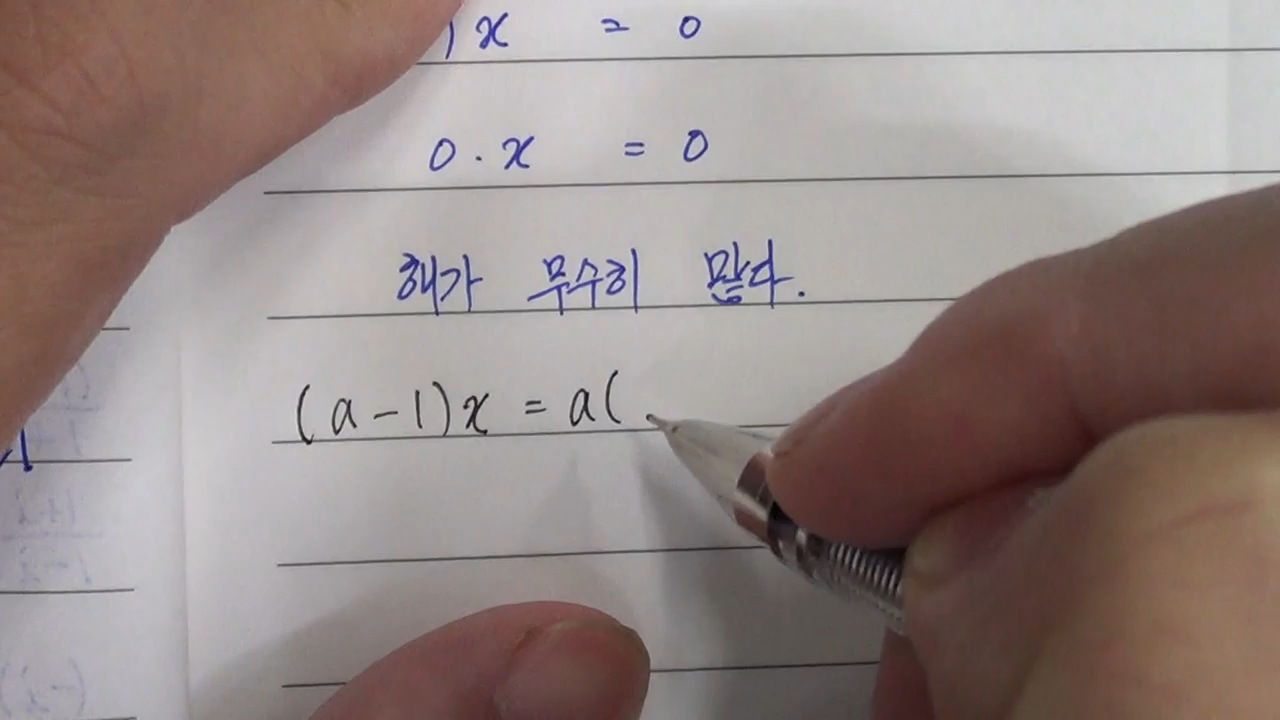 ) x = 0
0 · x = 0
해가 무수히 많다.
(a-1)x = a(